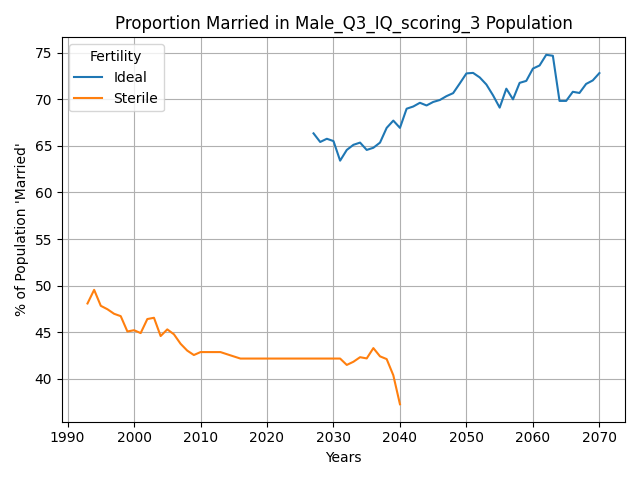 Proportion Married in Male_Q3_IQ_scoring_3 Population
Fertility
Ideal
Sterile
% of Population 'Married'
75
70
65
60
55
50
45
40
1990 2000 2010 2020 2030 2040 2050 2060 2070
Years